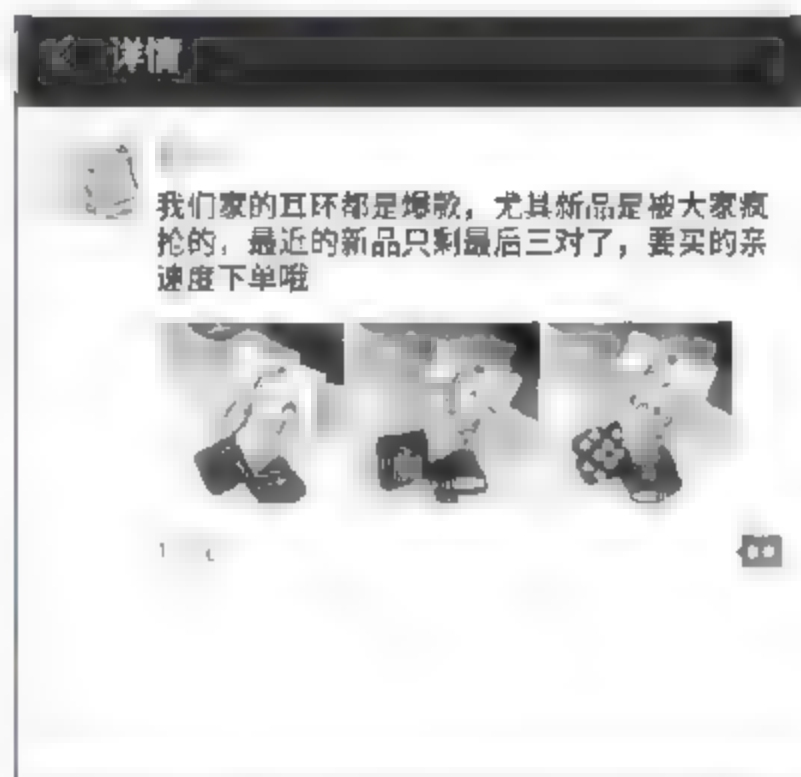 详情
我们家的耳环都是爆款，尤其新品是被大家疯
抢的，最近的新品只剩最后三对了，要买的亲
速度下单哦